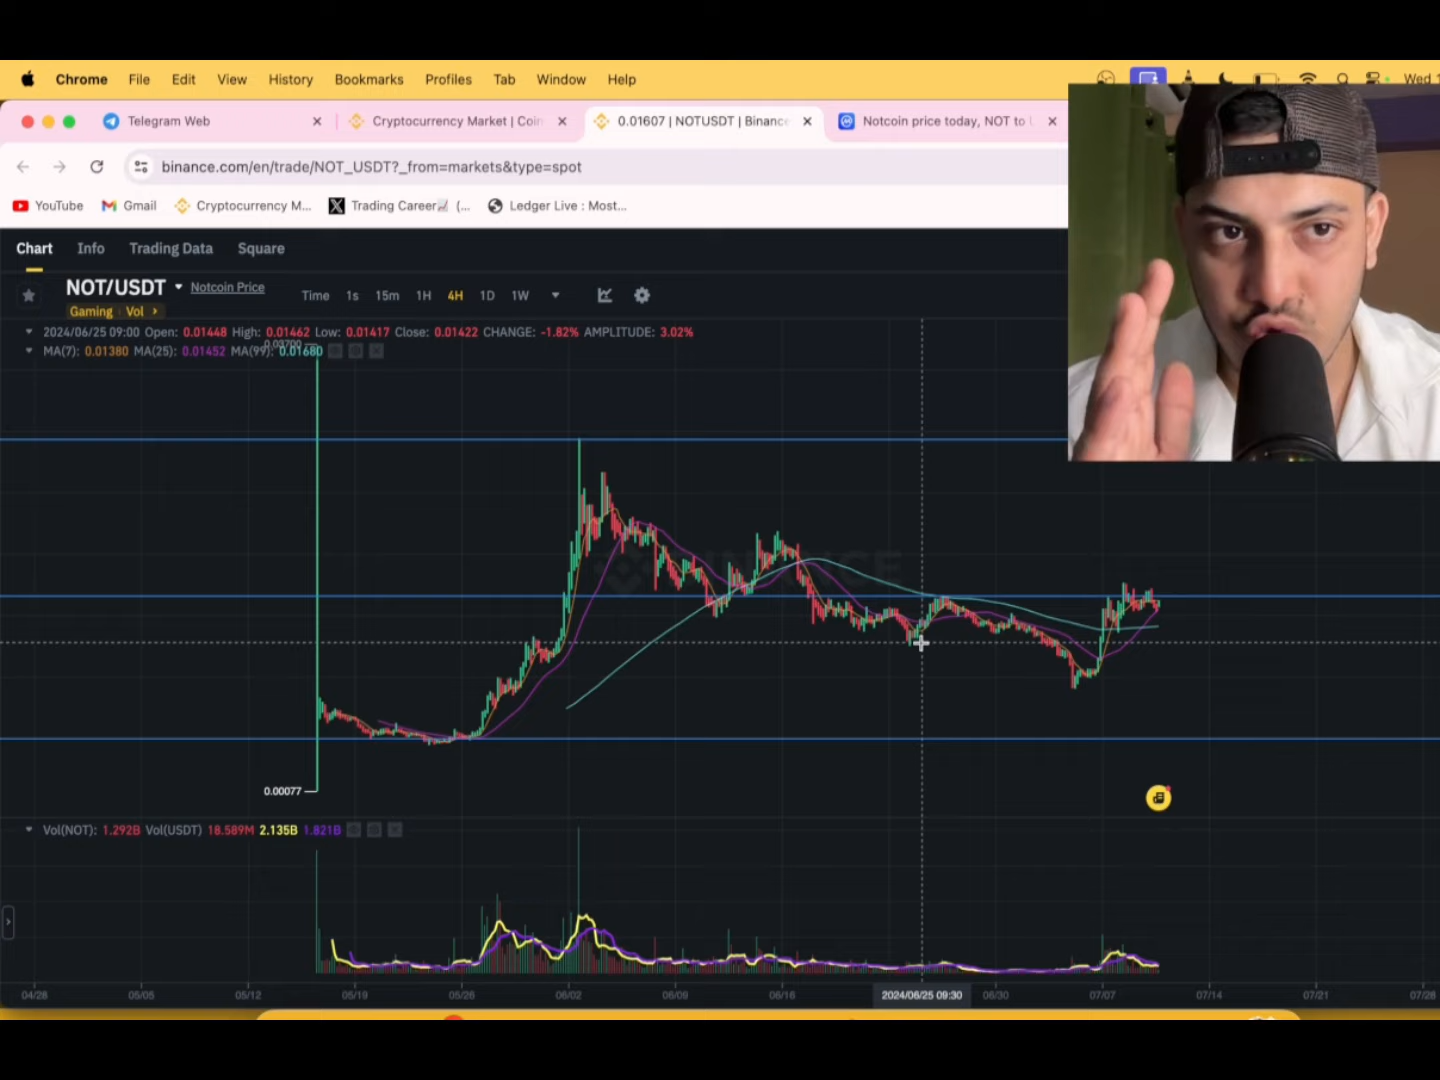 Chrome File Edit View History Bookmarks Profiles Tab Window Help
Telegram Web
Cryptocurrency Market | Coin
0.01607 | NOTUSDT | Binance
Notcoin price today, NOT to
binance.com/en/trade/NOT_USDT?_from=markets&type=spot
YouTube Gmail Cryptocurrency M... Trading Career (... Ledger Live : Most...
Chart Info Trading Data Square
NOT/USDT Notcoin Price
Time 1s 15m 1H 4H 1D 1W
Gaming Vol
2024/06/25 09:00 Open: 0.01448 High: 0.01462 Low: 0.01417 Close: 0.01422 CHANGE: -1.82% AMPLITUDE: 3.02%
0.03700
MA(7): 0.01380 MA(25): 0.01452 MA(99): 0.01680
0.00077
Vol(NOT): 1.292B Vol(USDT) 18.589M 2.135B 1.821B
04/28 05/05 05/12 05/19 05/26 06/02 06/09 06/16 2024/06/25 09:30 06/30 07/07 07/14 07/21 07/28